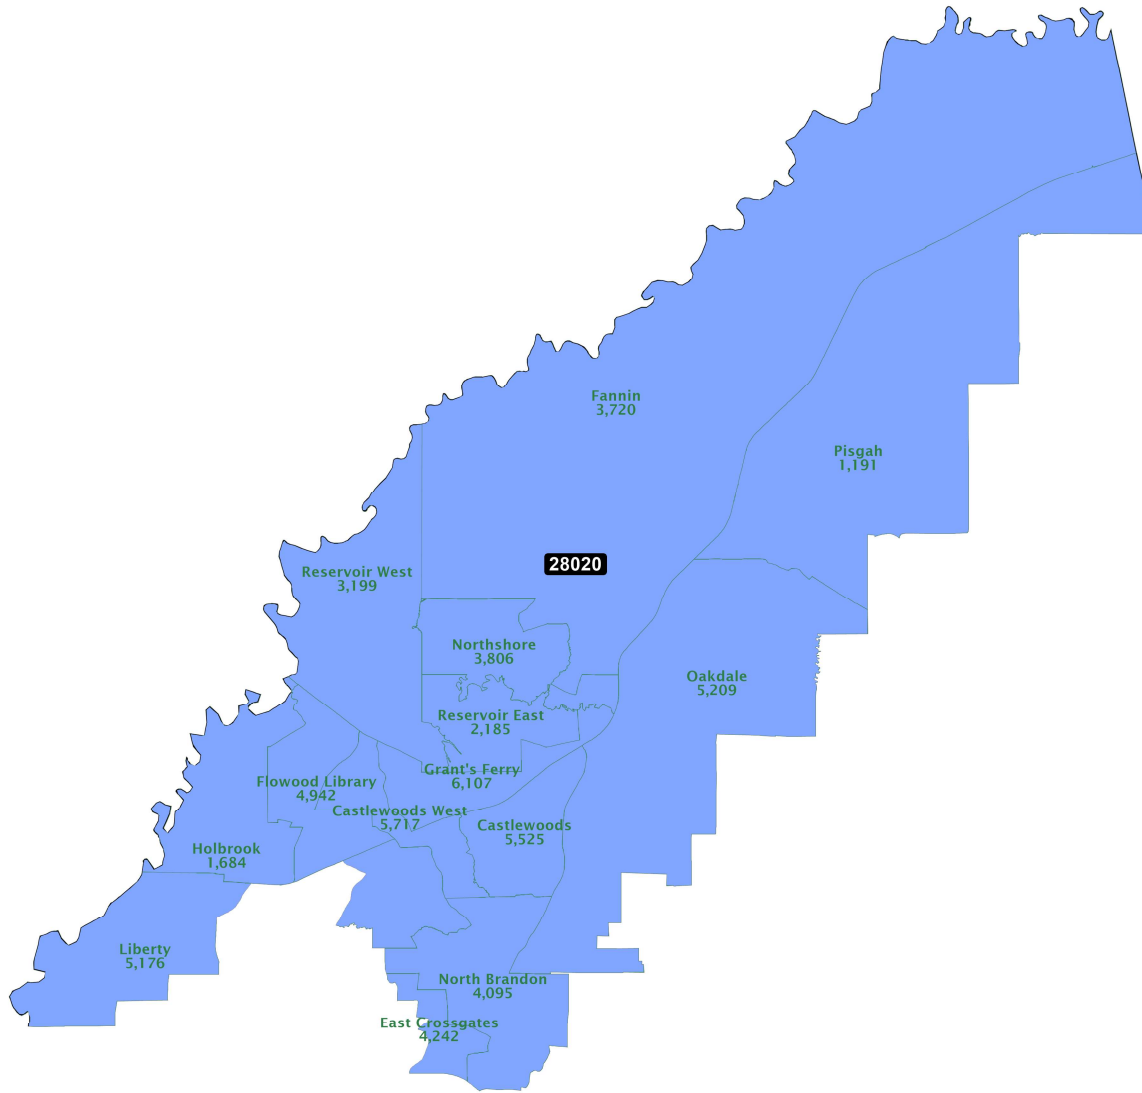 Fannin
3,720
Pisgah
1,191
28020
Reservoir West
3,199
Northshore
3,806
Oakdale
5,209
Reservoir East
2,185
Grant's Ferry
6,107
Flowood Library
4,942
Castlewoods West
5,717
Castlewoods
5,525
Holbrook
1,684
Liberty
5,176
North Brandon
4,095
East Crossgates
4,242